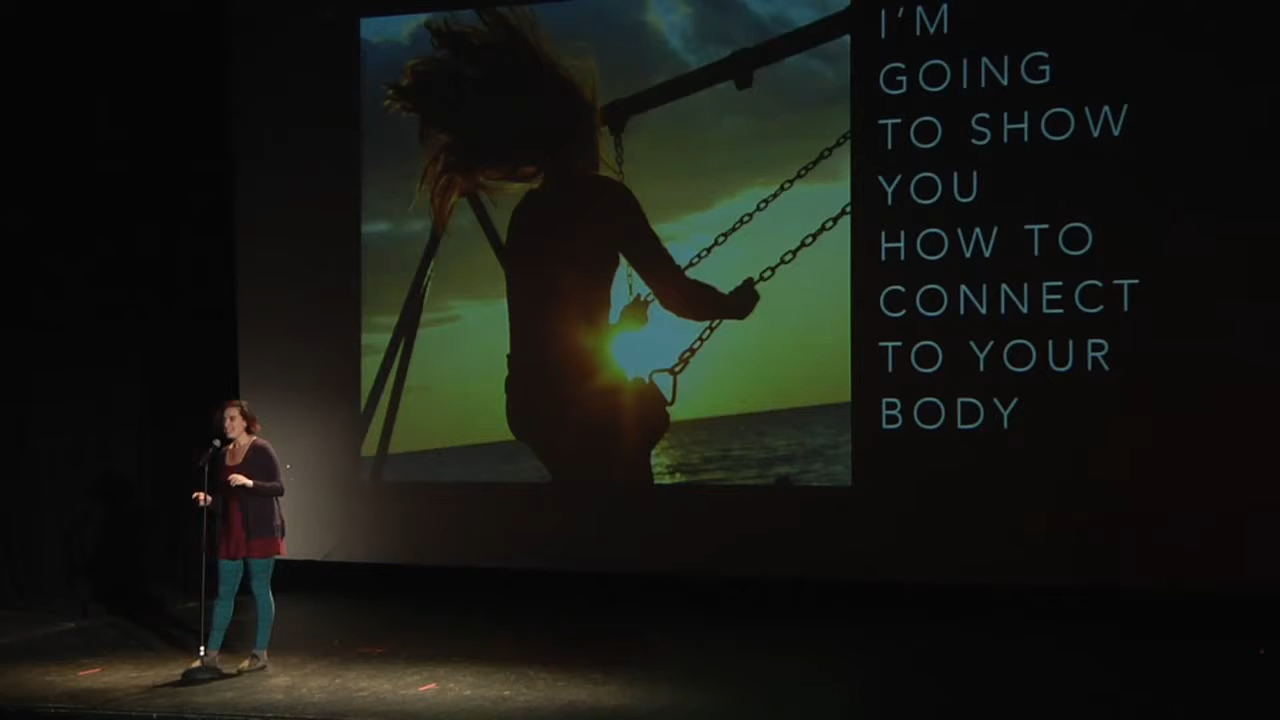 I'M
GOING
TO SHOW
YOU
HOW TO
CONNECT
TO YOUR
BODY